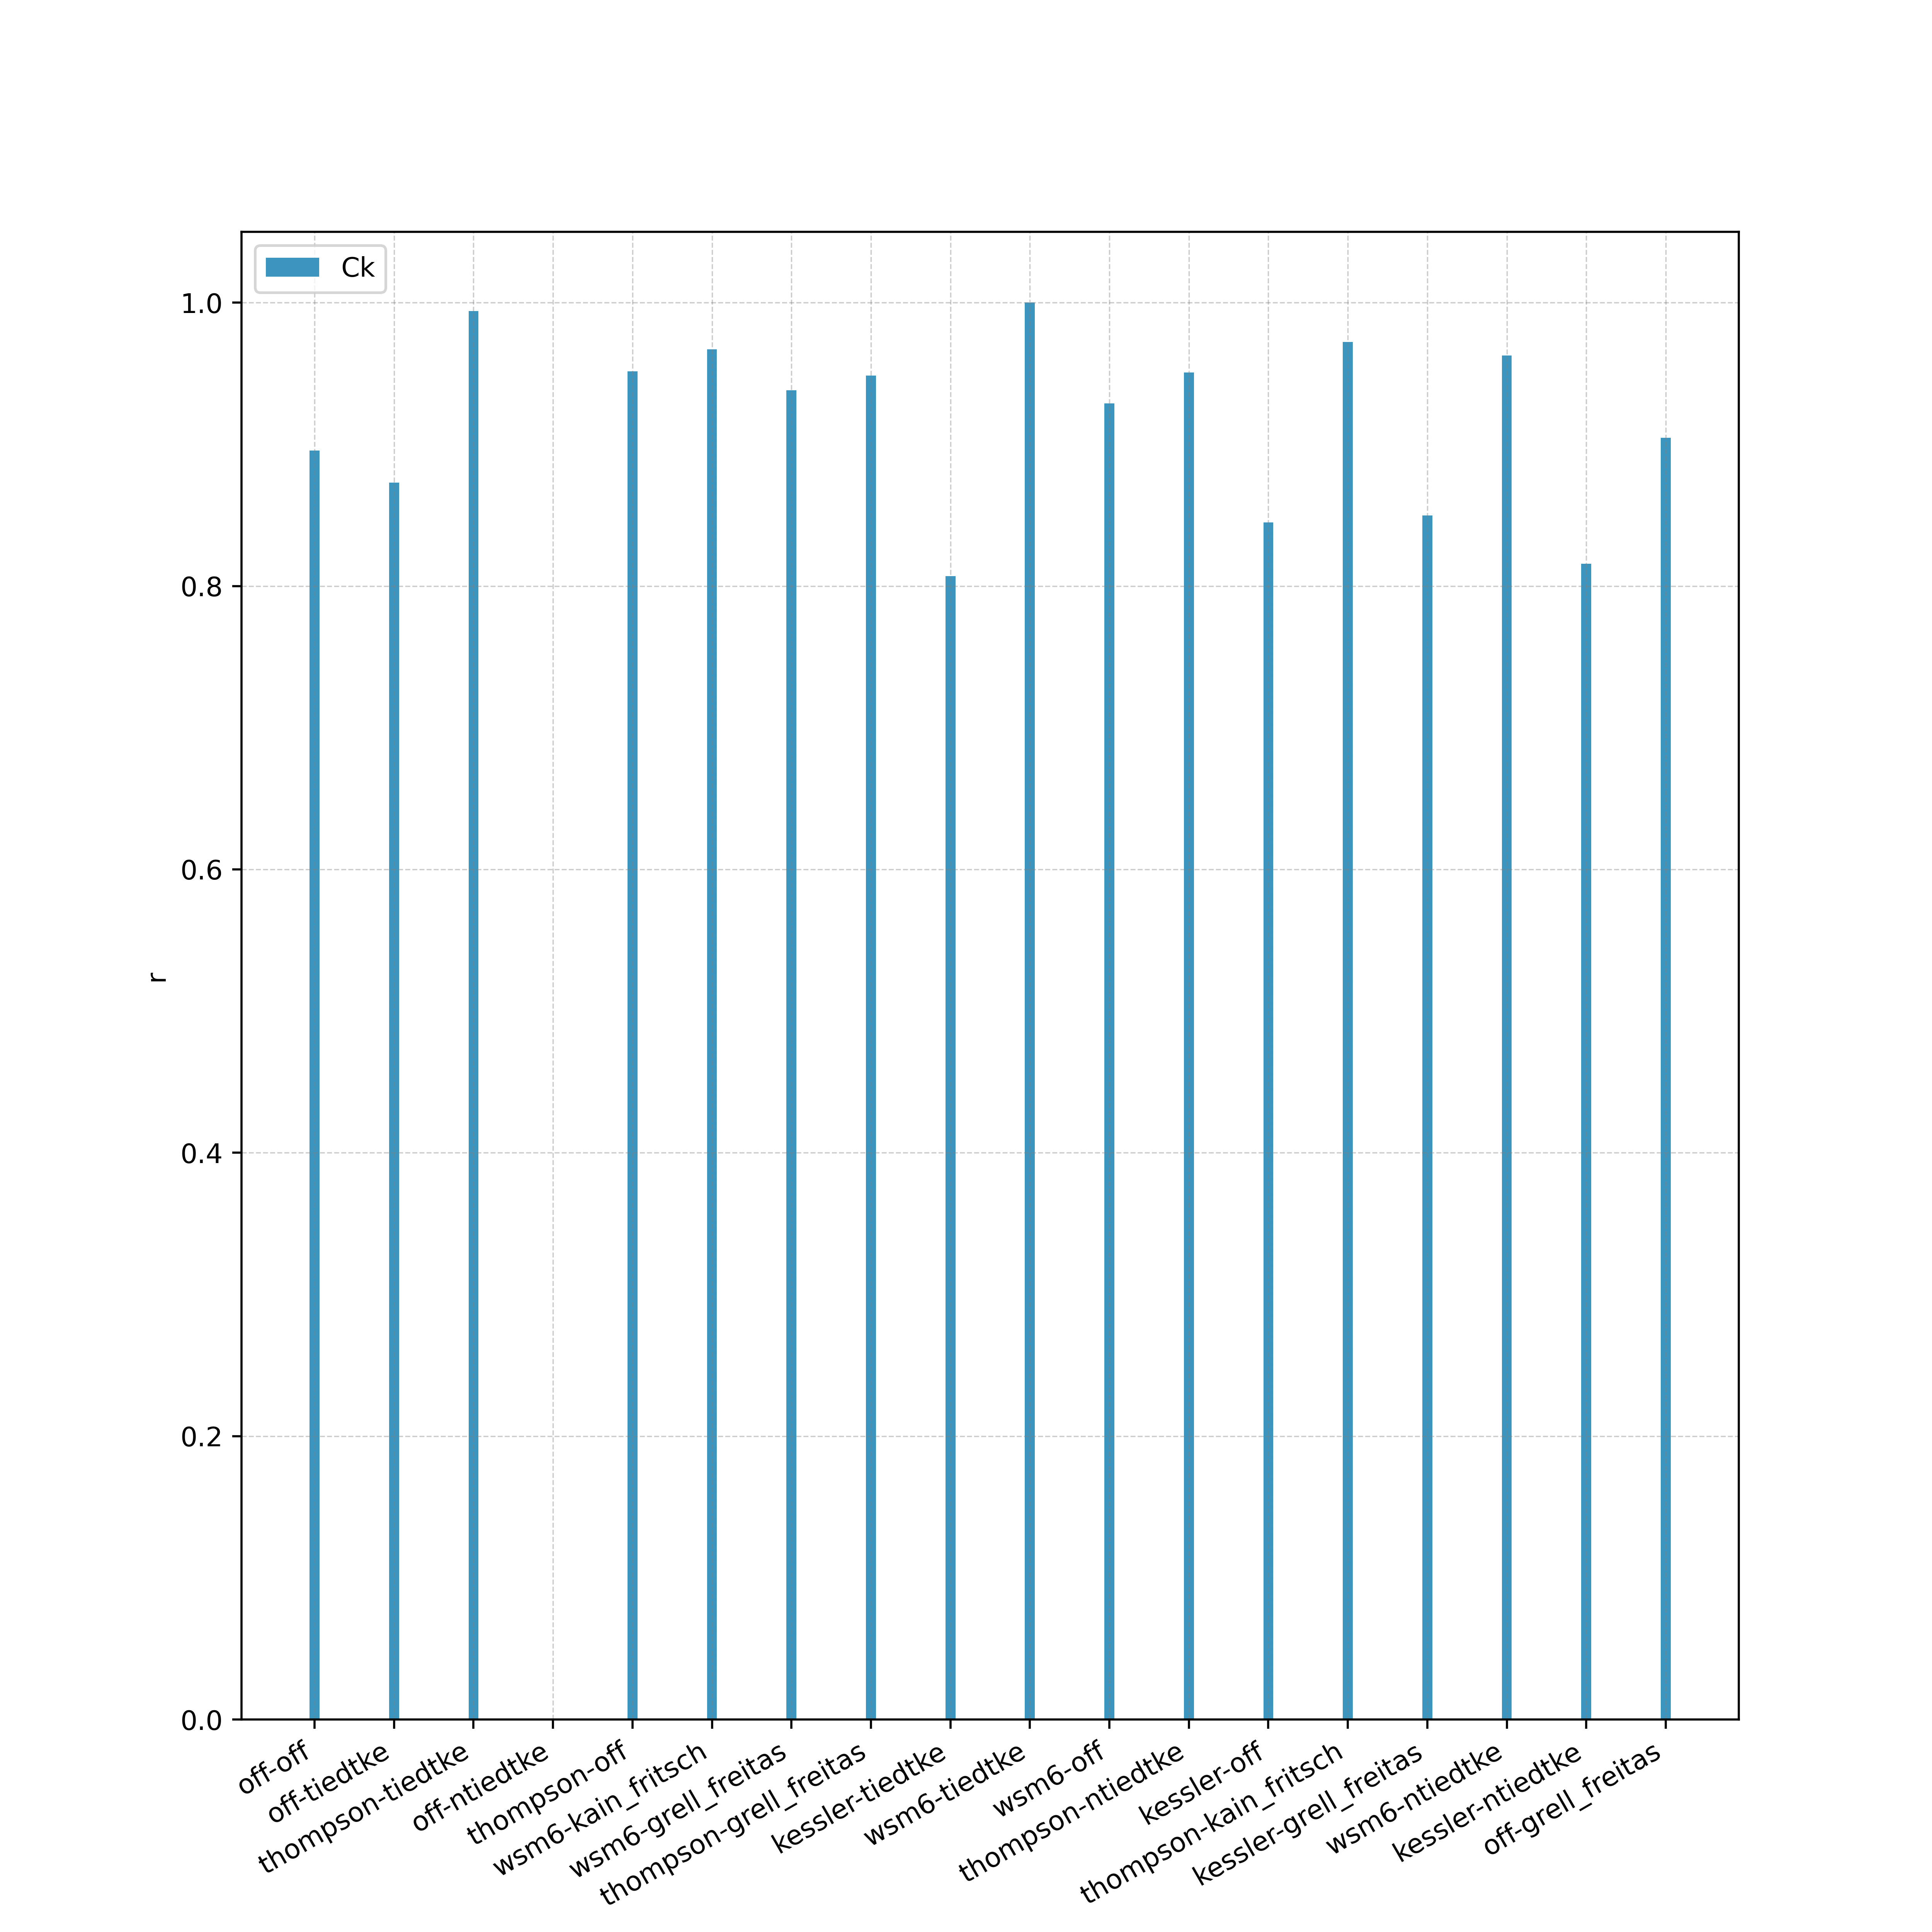 Ck
1.0
0.8
0.6
0.4
0.2
0.0
r
off-off
off-tiedtke
thompson-tiedtke
off-ntiedtke
thompson-off
wsm6-kain_fritsch
wsm6-grell_freitas
thompson-grell_freitas
kessler-tiedtke
wsm6-tiedtke
wsm6-off
thompson-ntiedtke
kessler-off
thompson-kain_fritsch
kessler-grell_freitas
wsm6-ntiedtke
kessler-ntiedtke
off-grell_freitas